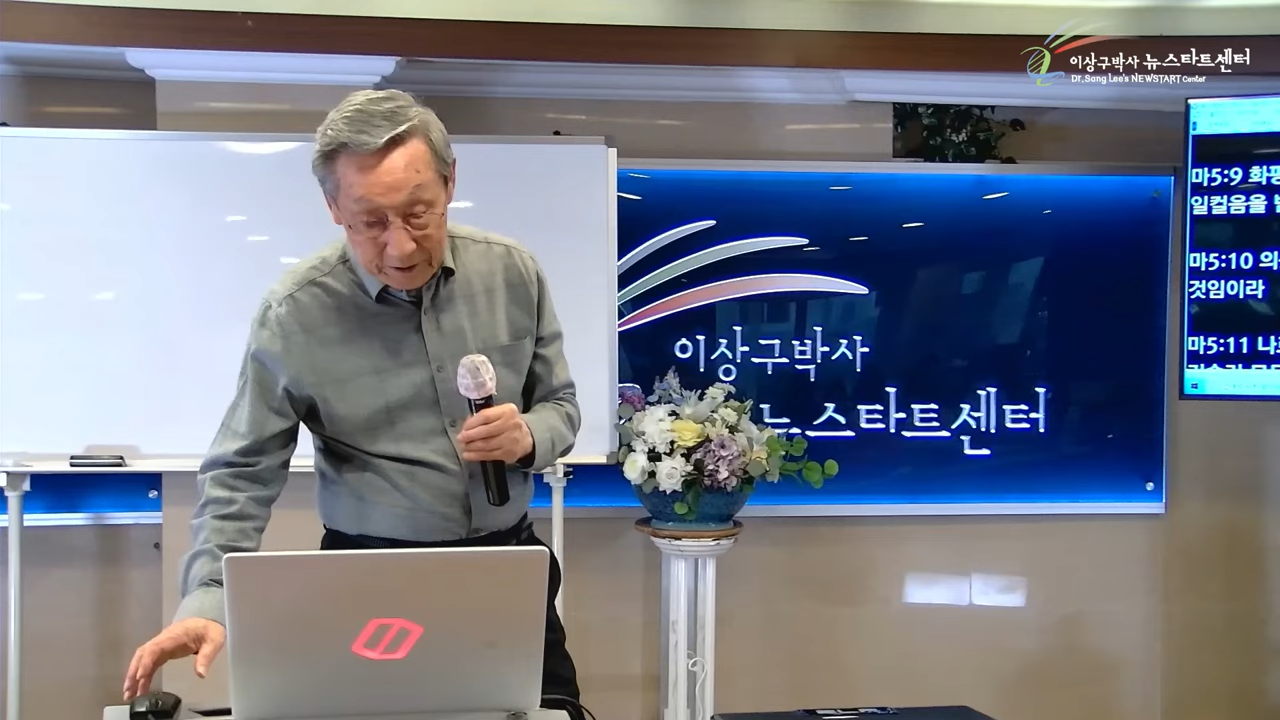 이상구박사 뉴스타트센터
Dr. Sang Lee's NEWSTART Center
마5:9 화평
일컬음을
마5:10 의
것임이라
마5:11 나
이상구박사
뉴스타트센터